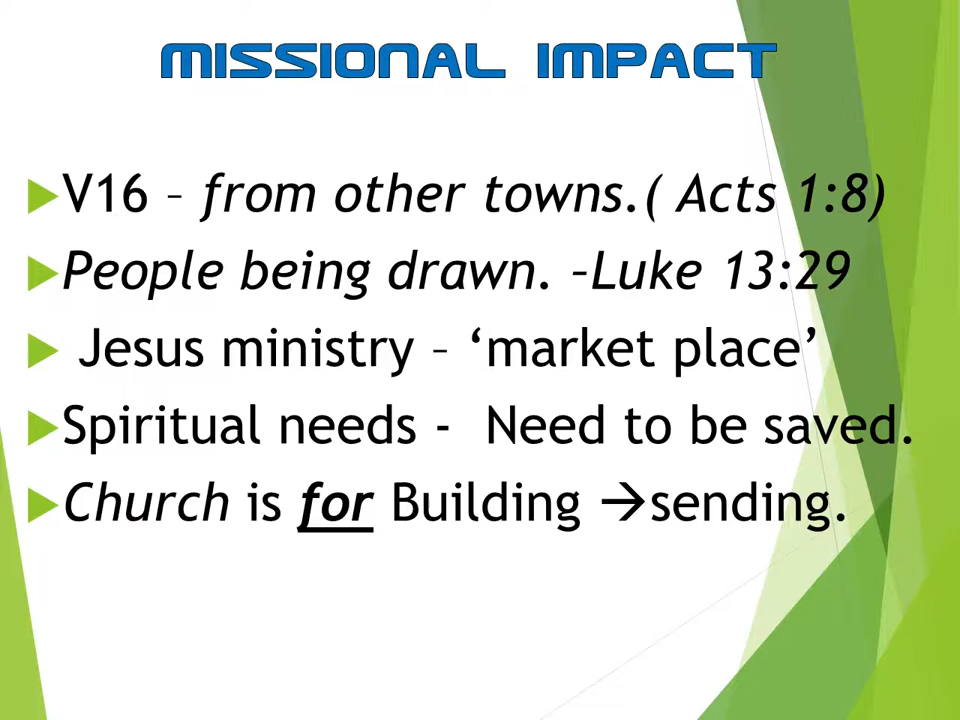 MISSIONAL IMPACT
V16 – from other towns.( Acts 1:8)
People being drawn. –Luke 13:29
Jesus ministry – ‘market place’
Spiritual needs - Need to be saved.
Church is for Building →sending.